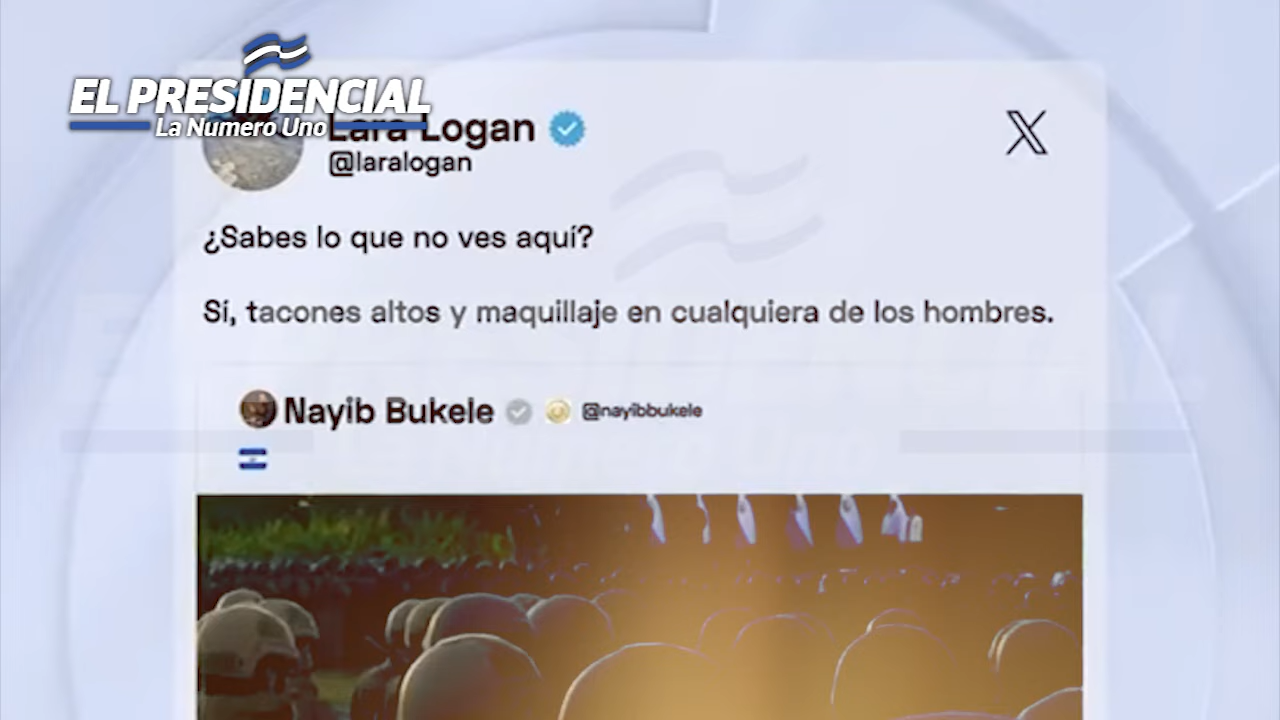 EL PRESIDENCIAL
La Numero Uno
Lara Logan
@laralogan
¿Sabes lo que no ves aquí?
Sí, tacones altos y maquillaje en cualquiera de los hombres.
Nayib Bukele @nayibbukele